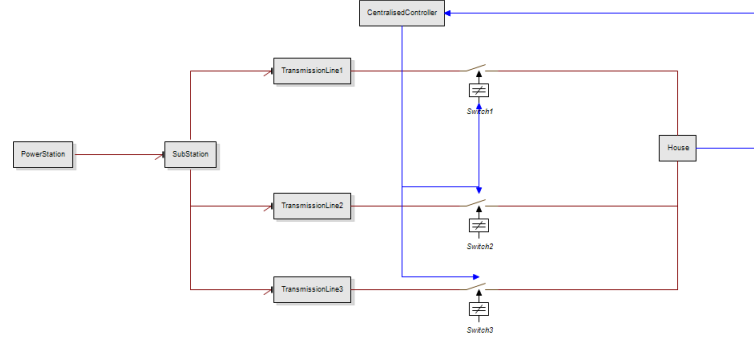 CentralisedController
TransmissionLine1
Switch1
PowerStation
SubStation
House
TransmissionLine2
Switch2
TransmissionLine3
Switch3